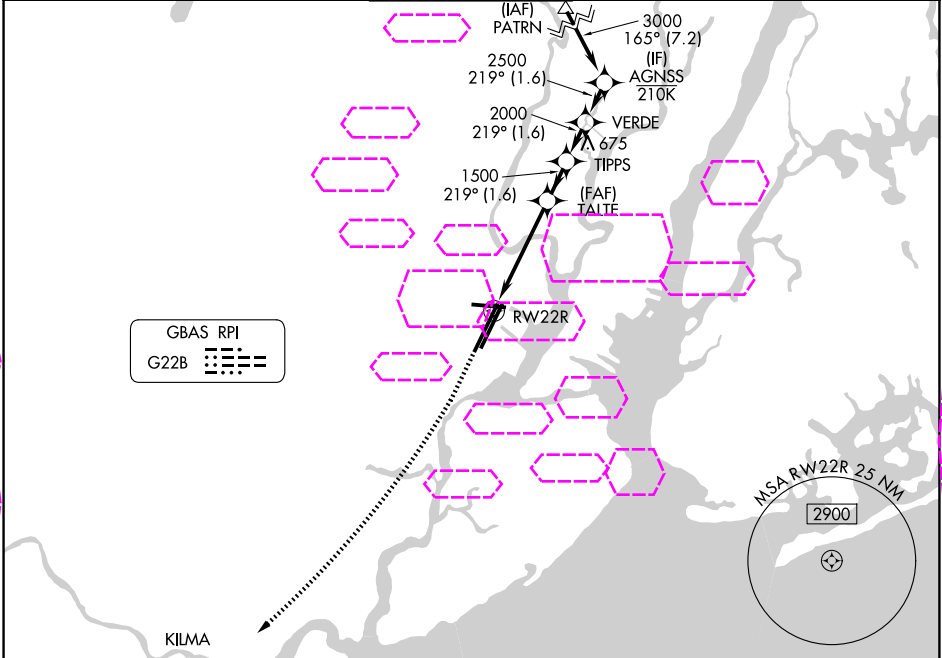 (IAF)
PATRN
3000
165° (7.2)
(IF)
AGNSS
210K
2500
219° (1.6)
2000
219° (1.6)
VERDE
675
TIPPS
1500
219° (1.6)
(FAF)
TALTE
RW22R
GBAS RPI
G22B
MSA RW22R 25 NM
2900
KILMA